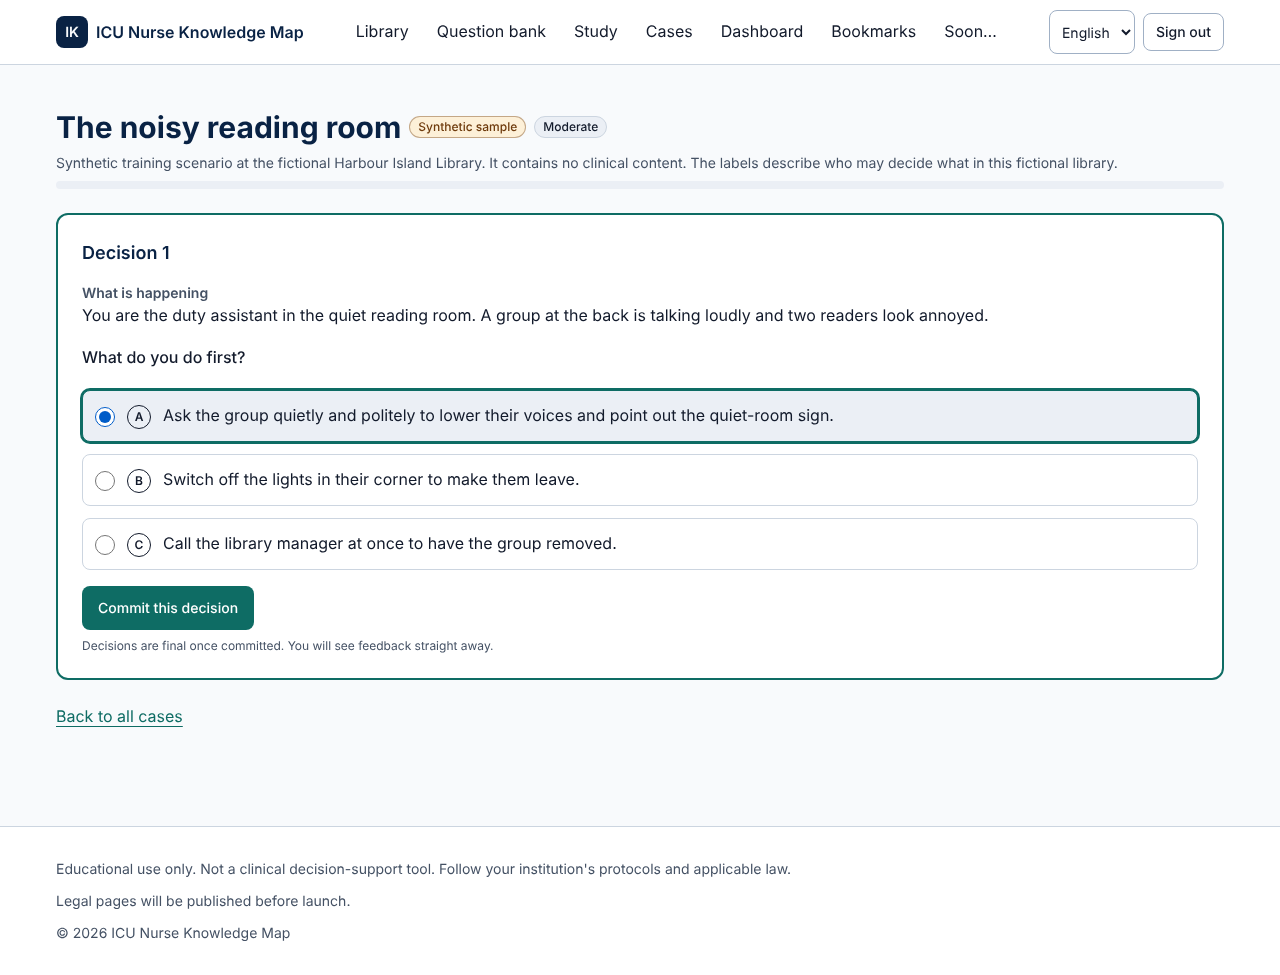 IK ICU Nurse Knowledge Map Library Question bank Study Cases Dashboard Bookmarks Soon... English Sign out
The noisy reading room Synthetic sample Moderate
Synthetic training scenario at the fictional Harbour Island Library. It contains no clinical content. The labels describe who may decide what in this fictional library.
Decision 1
What is happening
You are the duty assistant in the quiet reading room. A group at the back is talking loudly and two readers look annoyed.
What do you do first?
A Ask the group quietly and politely to lower their voices and point out the quiet-room sign.
B Switch off the lights in their corner to make them leave.
C Call the library manager at once to have the group removed.
Commit this decision
Decisions are final once committed. You will see feedback straight away.
Back to all cases
Educational use only. Not a clinical decision-support tool. Follow your institution's protocols and applicable law.
Legal pages will be published before launch.
© 2026 ICU Nurse Knowledge Map